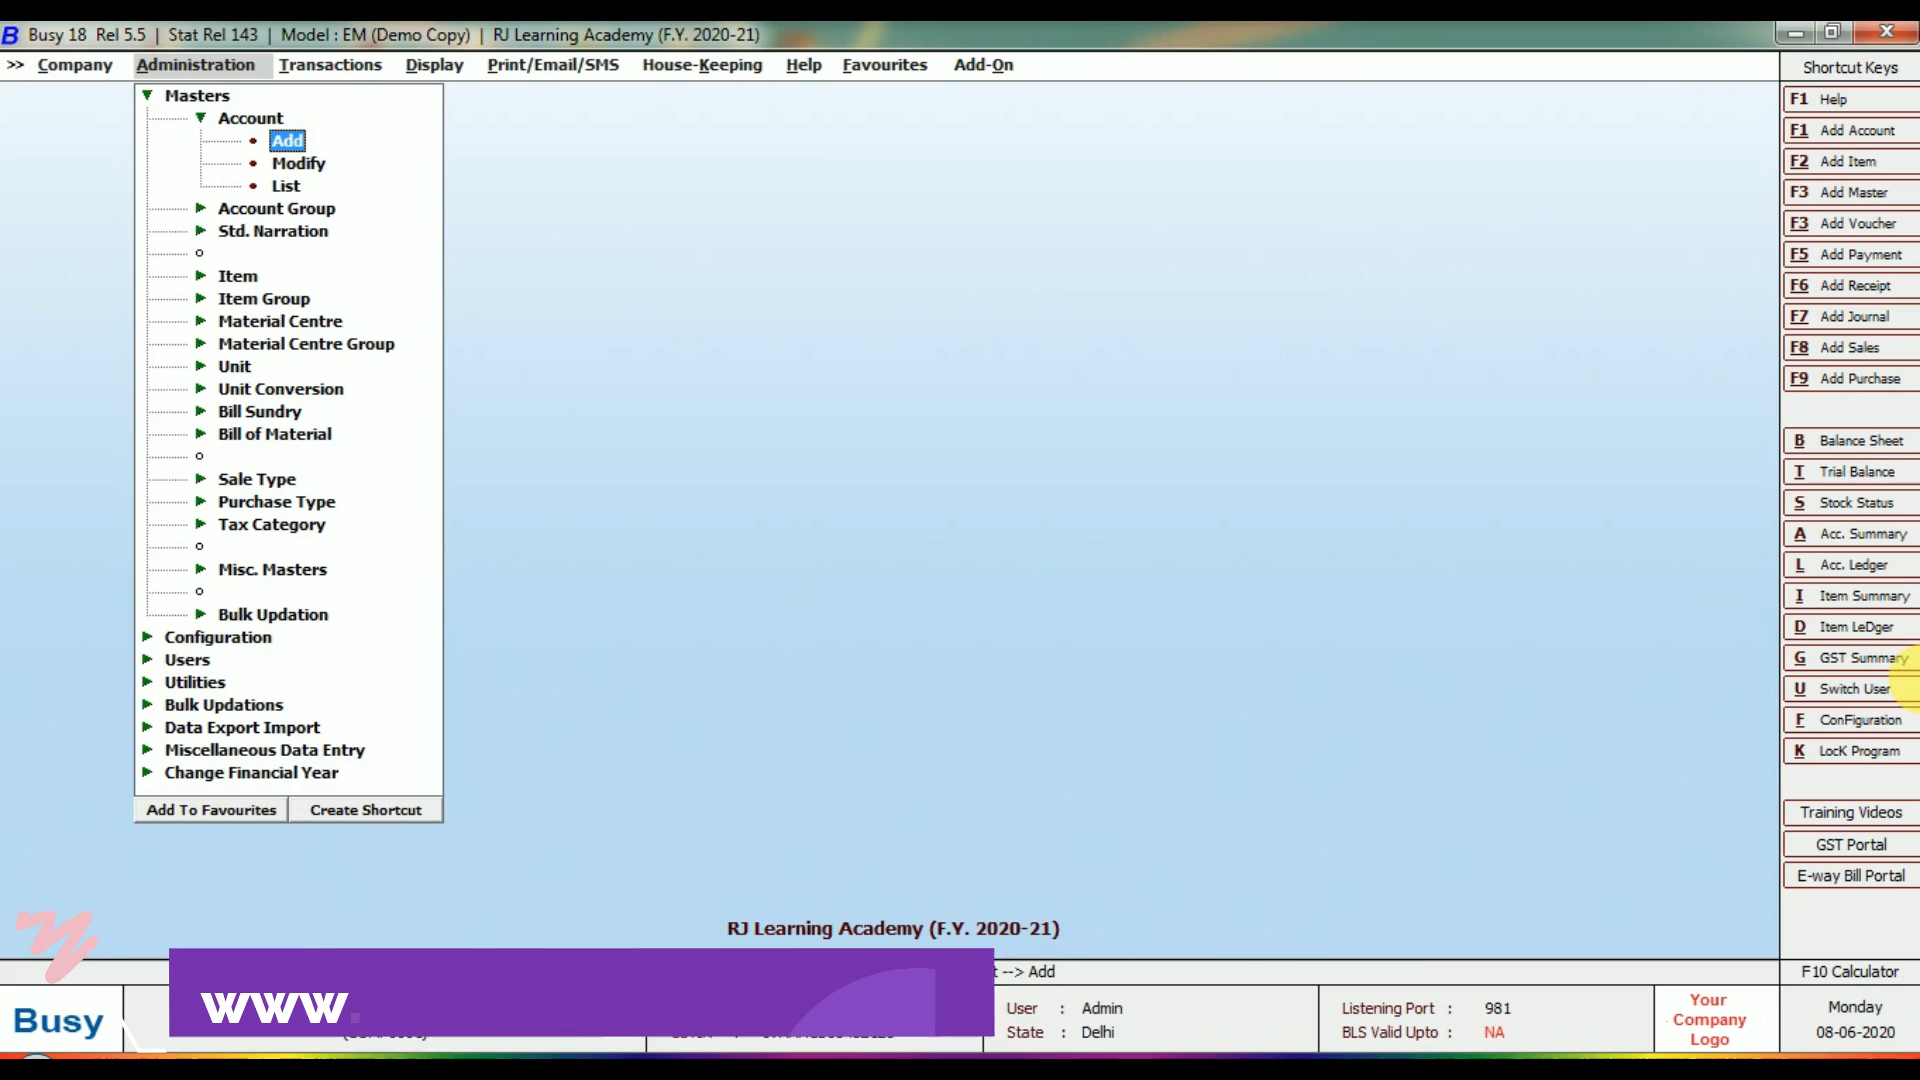 B Busy 18 Rel 5.5 | Stat Rel 143 | Model : EM (Demo Copy) | RJ Learning Academy (F.Y. 2020-21)
>> Company Administration Transactions Display Print/Email/SMS House-Keeping Help Favourites Add-On
Masters
Account
Add
Modify
List
Account Group
Std. Narration
Item
Item Group
Material Centre
Material Centre Group
Unit
Unit Conversion
Bill Sundry
Bill of Material
Sale Type
Purchase Type
Tax Category
Misc. Masters
Bulk Updation
Configuration
Users
Utilities
Bulk Updations
Data Export Import
Miscellaneous Data Entry
Change Financial Year
Add To Favourites Create Shortcut
Shortcut Keys
F1 Help
F1 Add Account
F2 Add Item
F3 Add Master
F3 Add Voucher
F5 Add Payment
F6 Add Receipt
F7 Add Journal
F8 Add Sales
F9 Add Purchase
B Balance Sheet
T Trial Balance
S Stock Status
A Acc. Summary
L Acc. Ledger
I Item Summary
D Item LeDger
G GST Summary
U Switch User
F ConFiguration
K LocK Program
Training Videos
GST Portal
E-way Bill Portal
RJ Learning Academy (F.Y. 2020-21)
--> Add
F10 Calculator
Busy
www.
User : Admin
State : Delhi
Listening Port : 981
BLS Valid Upto : NA
Your
Company
Logo
Monday
08-06-2020